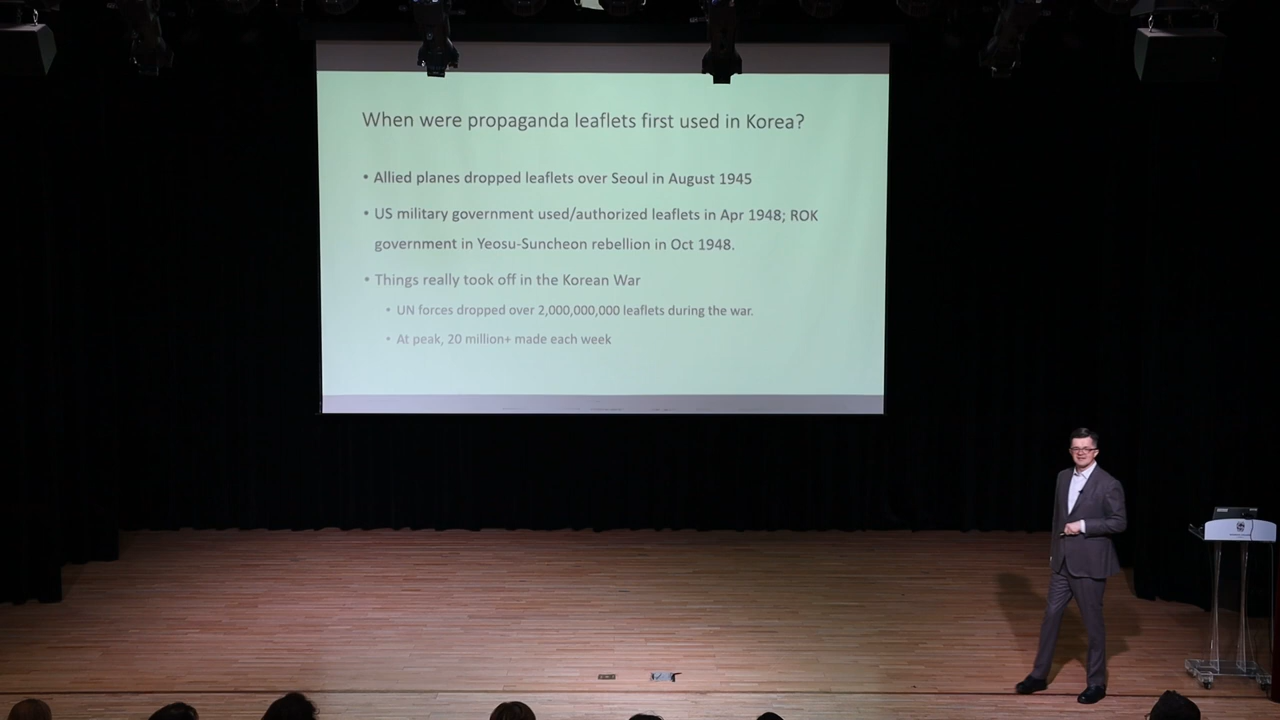 When were propaganda leaflets first used in Korea?
• Allied planes dropped leaflets over Seoul in August 1945
• US military government used/authorized leaflets in Apr 1948; ROK
government in Yeosu-Suncheon rebellion in Oct 1948.
• Things really took off in the Korean War
• UN forces dropped over 2,000,000,000 leaflets during the war.
• At peak, 20 million+ made each week